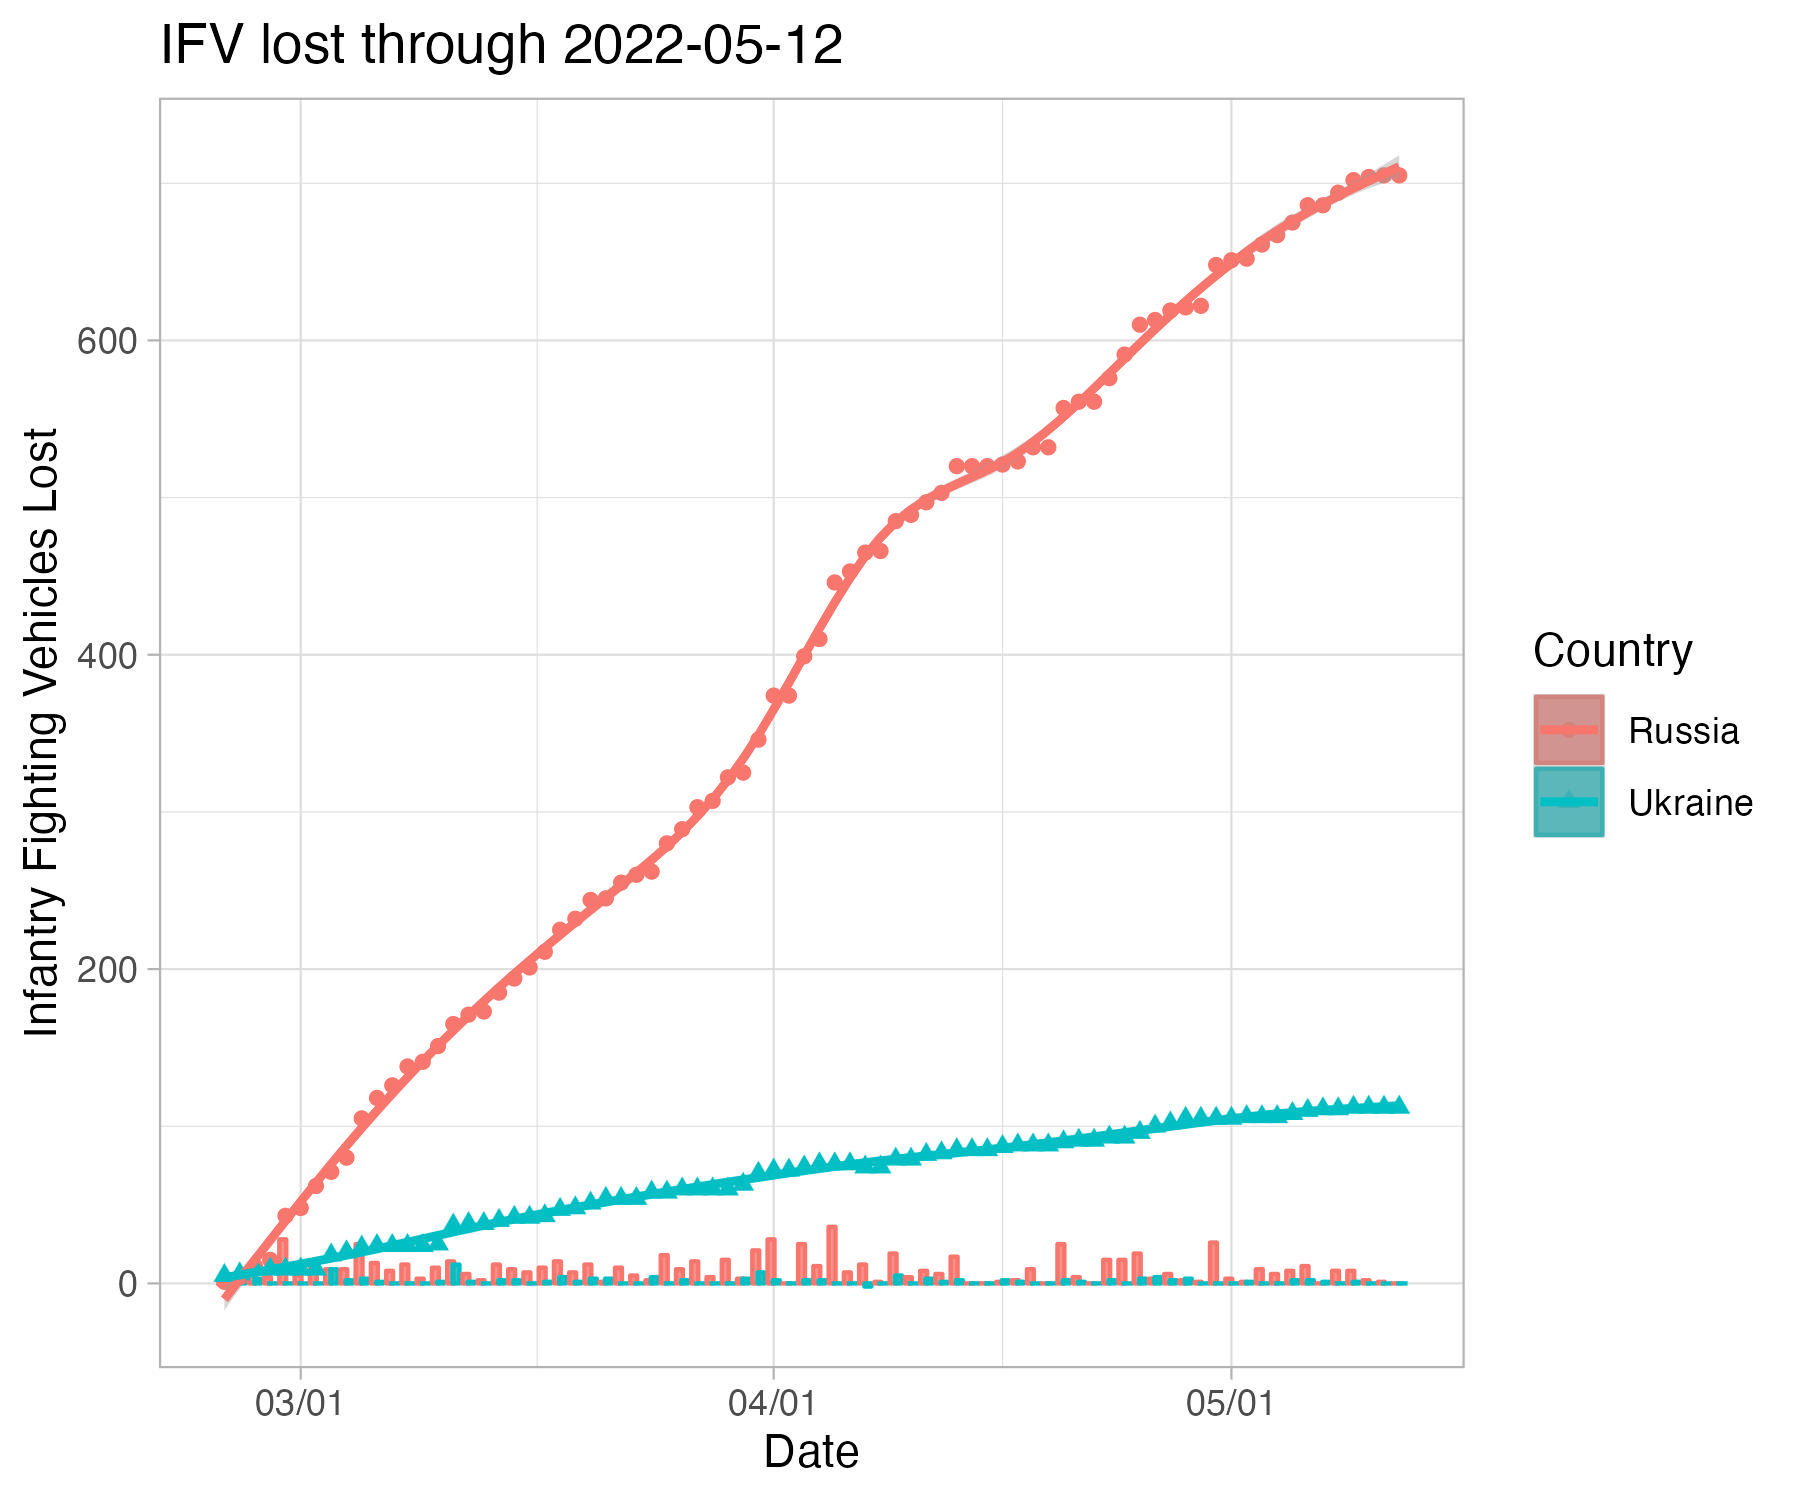 IFV lost through 2022-05-12
Infantry Fighting Vehicles Lost
600
400
200
0
03/01
04/01
05/01
Date
Country
Russia
Ukraine